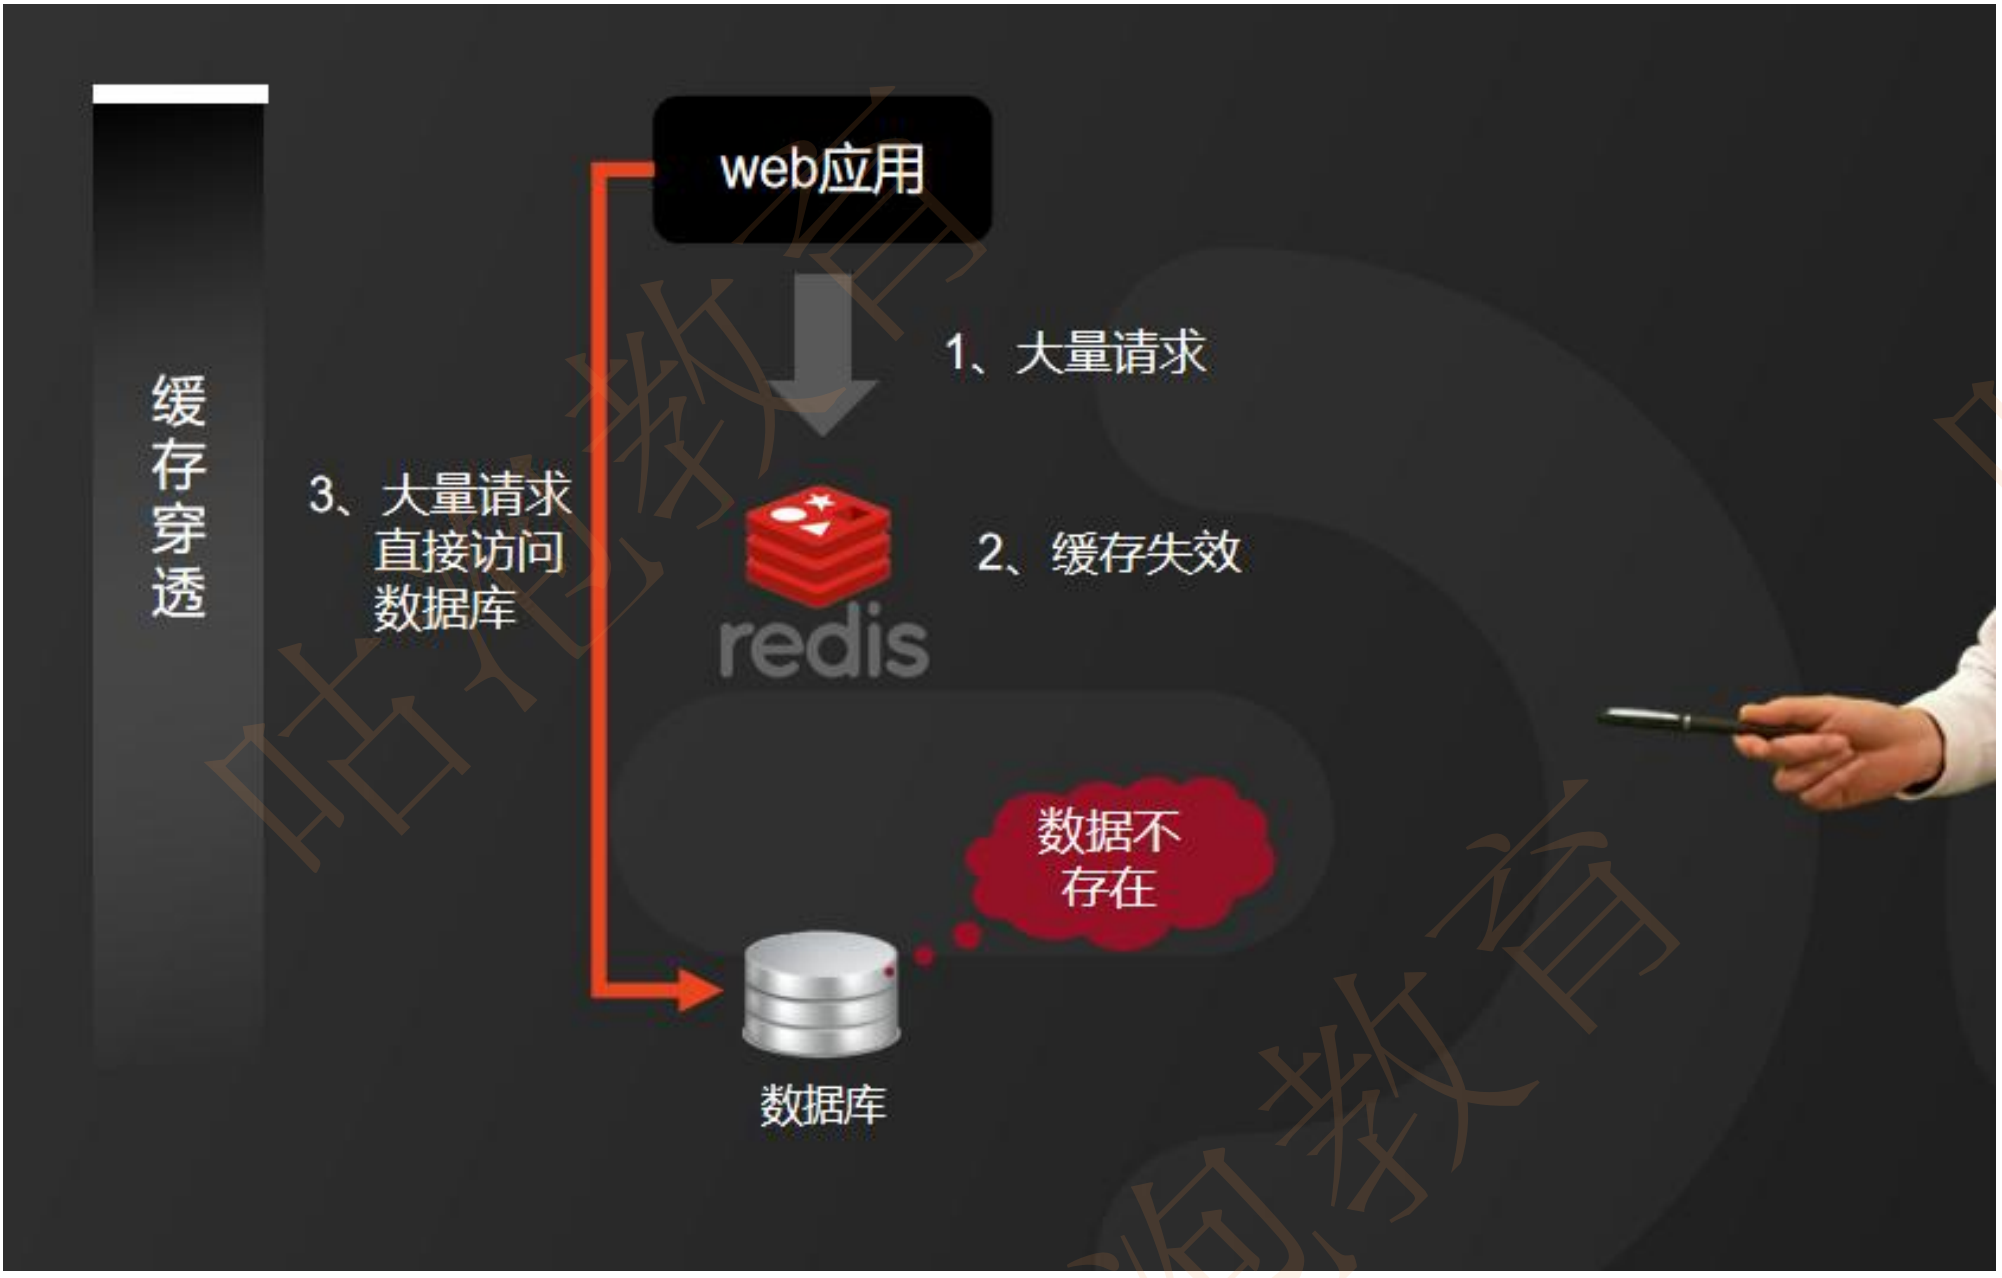 缓存穿透
web应用
1、大量请求
3、大量请求
直接访问
数据库
2、缓存失效
redis
数据不
存在
数据库
咕泡教育
泡教育